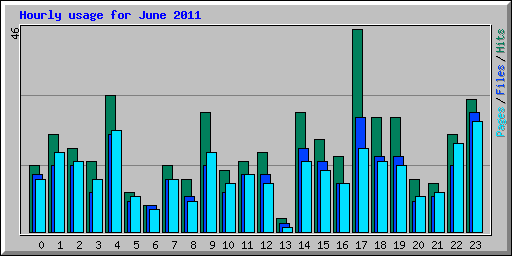 Hourly usage for June 2011
46
Pages / Files / Hits
0 1 2 3 4 5 6 7 8 9 10 11 12 13 14 15 16 17 18 19 20 21 22 23